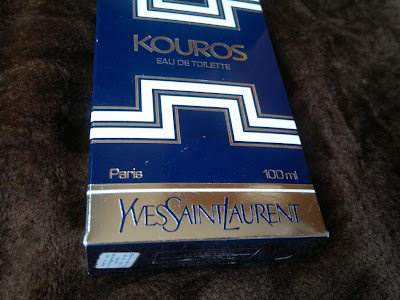 KOUROS
EAU DE TOILETTE
Paris 100 ml
YVESSAINTLAURENT